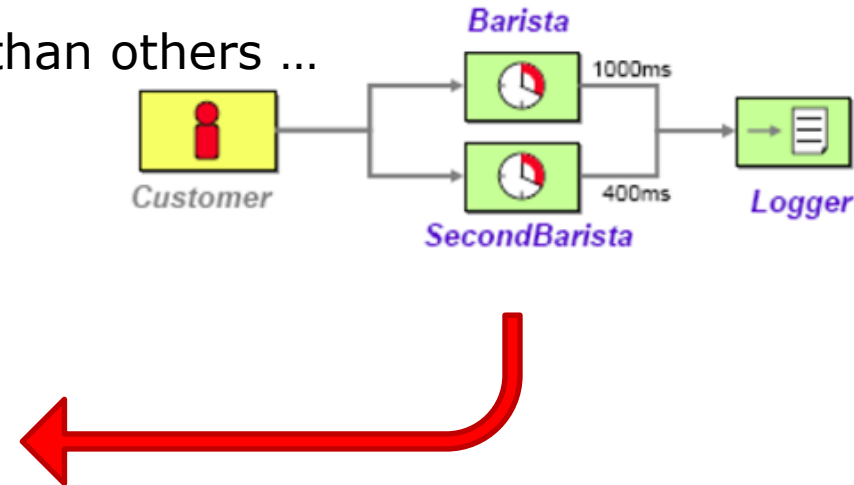 Barista
than others …
1000ms
Customer
400ms
Logger
SecondBarista